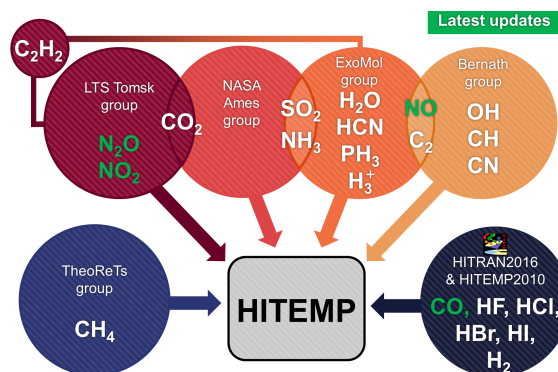 Latest updates
C₂H₂
LTS Tomsk
group
N₂O
NO₂
CO₂
NASA
Ames
group
SO₂
NH₃
ExoMol
group
H₂O
HCN
PH₃
H₃⁺
NO
C₂
Bernath
group
OH
CH
CN
TheoReTs
group
CH₄
HITEMP
HITRAN2016
& HITEMP2010
CO, HF, HCl,
HBr, HI,
H₂